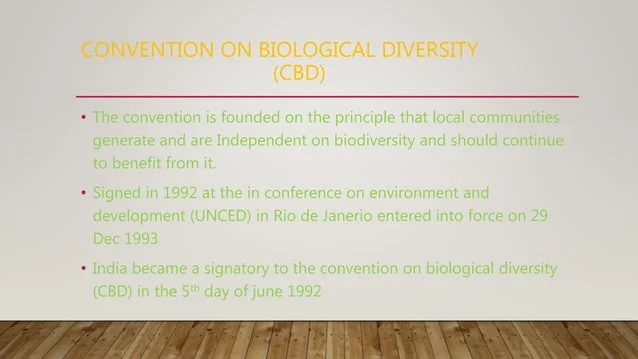 CONVENTION ON BIOLOGICAL DIVERSITY
(CBD)
• The convention is founded on the principle that local communities
generate and are Independent on biodiversity and should continue
to benefit from it.
• Signed in 1992 at the in conference on environment and
development (UNCED) in Rio de Janerio entered into force on 29
Dec 1993
• India became a signatory to the convention on biological diversity
(CBD) in the 5th day of june 1992